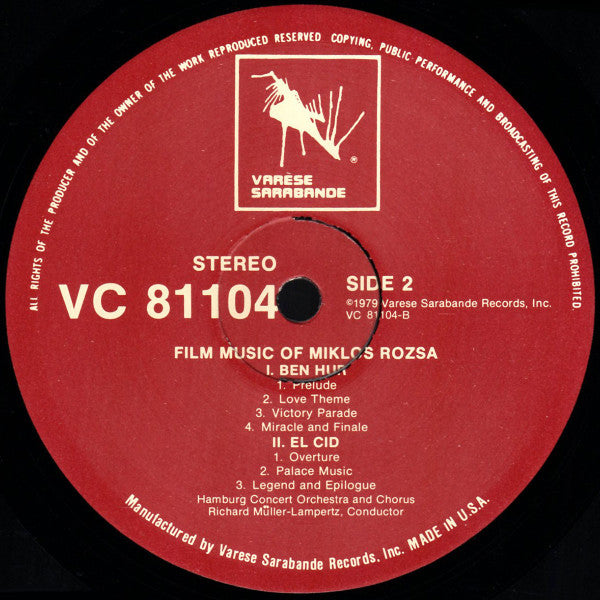 ALL RIGHTS OF THE PRODUCER AND OF THE OWNER OF THE WORK REPRODUCED RESERVED COPYING, PUBLIC PERFORMANCE AND BROADCASTING OF THIS RECORD PROHIBITED.
VARÈSE
SARABANDE
®
STEREO
VC 81104
SIDE 2
©1979 Varese Sarabande Records, Inc.
VC 81104-B
FILM MUSIC OF MIKLOS ROZSA
I. BEN HUR
1. Prelude
2. Love Theme
3. Victory Parade
4. Miracle and Finale
II. EL CID
1. Overture
2. Palace Music
3. Legend and Epilogue
Hamburg Concert Orchestra and Chorus
Richard Müller-Lampertz, Conductor
Manufactured by Varese Sarabande Records, Inc. MADE IN U.S.A.